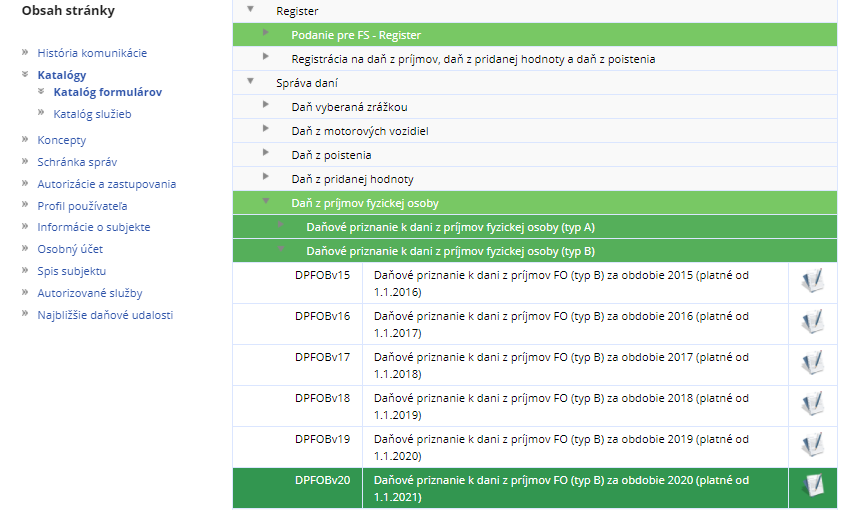 Obsah stránky
História komunikácie
Katalógy
Katalóg formulárov
Katalóg služieb
Koncepty
Schránka správ
Autorizácie a zastupovania
Profil používateľa
Informácie o subjekte
Osobný účet
Spis subjektu
Autorizované služby
Najbližšie daňové udalosti
Register
Podanie pre FS - Register
Registrácia na daň z príjmov, daň z pridanej hodnoty a daň z poistenia
Správa daní
Daň vyberaná zrážkou
Daň z motorových vozidiel
Daň z poistenia
Daň z pridanej hodnoty
Daň z príjmov fyzickej osoby
Daňové priznanie k dani z príjmov fyzickej osoby (typ A)
Daňové priznanie k dani z príjmov fyzickej osoby (typ B)
DPFOBv15 Daňové priznanie k dani z príjmov FO (typ B) za obdobie 2015 (platné od
1.1.2016)
DPFOBv16 Daňové priznanie k dani z príjmov FO (typ B) za obdobie 2016 (platné od
1.1.2017)
DPFOBv17 Daňové priznanie k dani z príjmov FO (typ B) za obdobie 2017 (platné od
1.1.2018)
DPFOBv18 Daňové priznanie k dani z príjmov FO (typ B) za obdobie 2018 (platné od
1.1.2019)
DPFOBv19 Daňové priznanie k dani z príjmov FO (typ B) za obdobie 2019 (platné od
1.1.2020)
DPFOBv20 Daňové priznanie k dani z príjmov FO (typ B) za obdobie 2020 (platné od
1.1.2021)